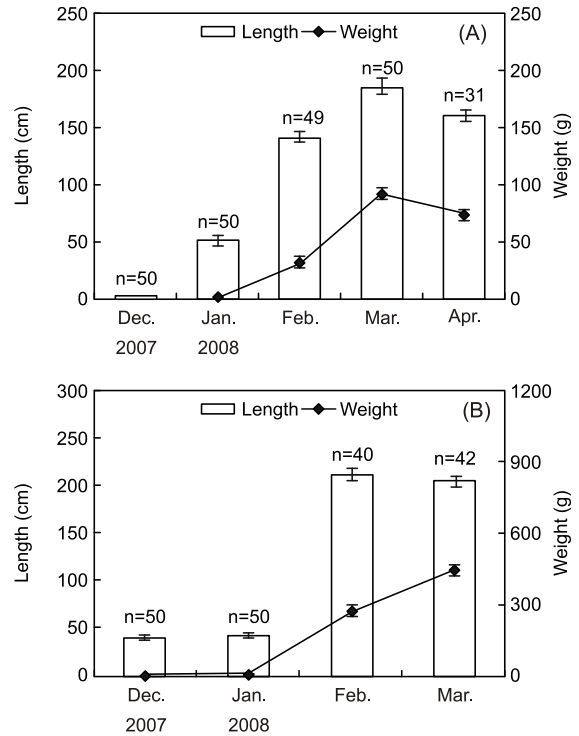 250
200
150
100
50
0
Length (cm)
Length
Weight
(A)
250
200
150
100
50
0
Weight (g)
n=50
n=50
n=49
n=50
n=31
Dec.
Jan.
Feb.
Mar.
Apr.
2007
2008
300
250
200
150
100
50
0
Length (cm)
Length
Weight
(B)
1200
900
600
300
0
Weight (g)
n=50
n=50
n=40
n=42
Dec.
Jan.
Feb.
Mar.
2007
2008